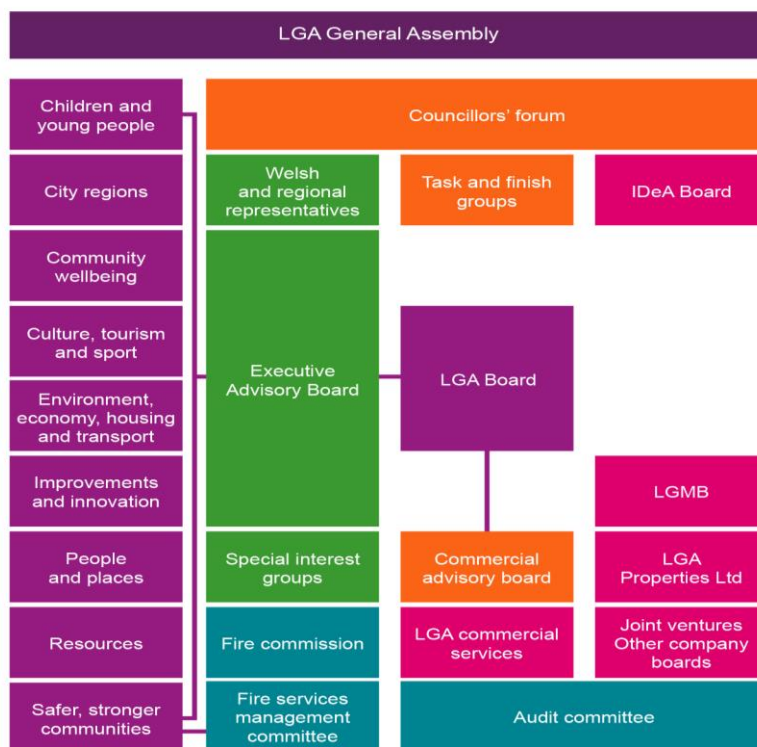 LGA General Assembly
Children and
young people
Councillors’ forum
City regions
Welsh
and regional
representatives
Task and finish
groups
IDeA Board
Community
wellbeing
Culture, tourism
and sport
Executive
Advisory Board
LGA Board
Environment,
economy, housing
and transport
Improvements
and innovation
LGMB
People
and places
Special interest
groups
Commercial
advisory board
LGA
Properties Ltd
Resources
Fire commission
LGA commercial
services
Joint ventures
Other company
boards
Safer, stronger
communities
Fire services
management
committee
Audit committee